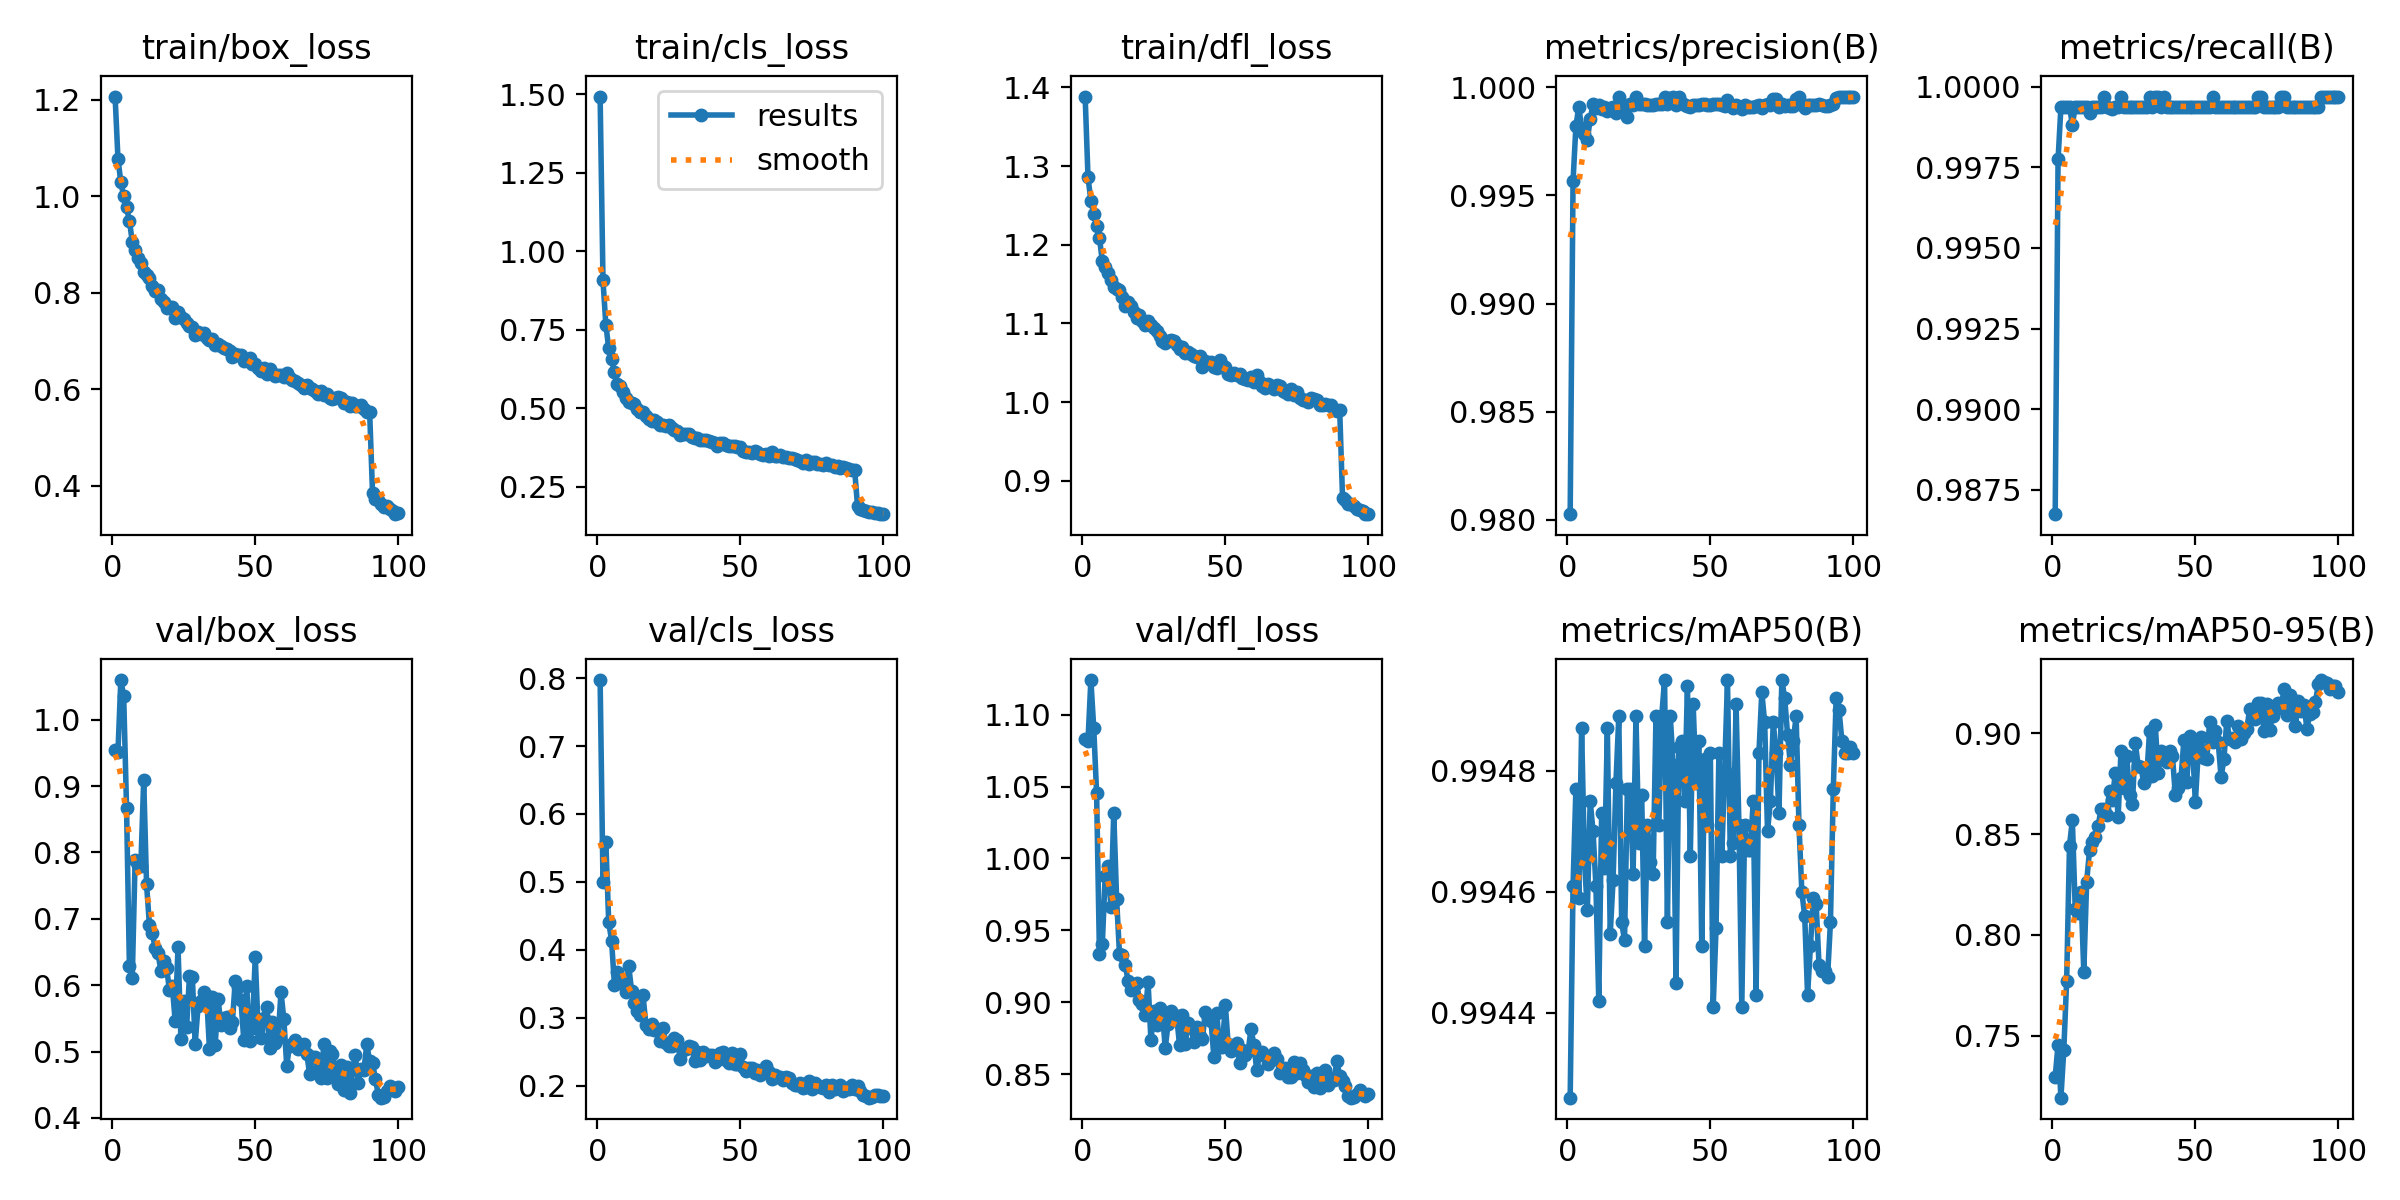 train/box_loss
1.2
1.0
0.8
0.6
0.4
0 50 100
train/cls_loss
results
smooth
1.50
1.25
1.00
0.75
0.50
0.25
0 50 100
train/dfl_loss
1.4
1.3
1.2
1.1
1.0
0.9
0 50 100
metrics/precision(B)
1.000
0.995
0.990
0.985
0.980
0 50 100
metrics/recall(B)
1.0000
0.9975
0.9950
0.9925
0.9900
0.9875
0 50 100
val/box_loss
1.0
0.9
0.8
0.7
0.6
0.5
0.4
0 50 100
val/cls_loss
0.8
0.7
0.6
0.5
0.4
0.3
0.2
0 50 100
val/dfl_loss
1.10
1.05
1.00
0.95
0.90
0.85
0 50 100
metrics/mAP50(B)
0.9948
0.9946
0.9944
0 50 100
metrics/mAP50-95(B)
0.90
0.85
0.80
0.75
0 50 100